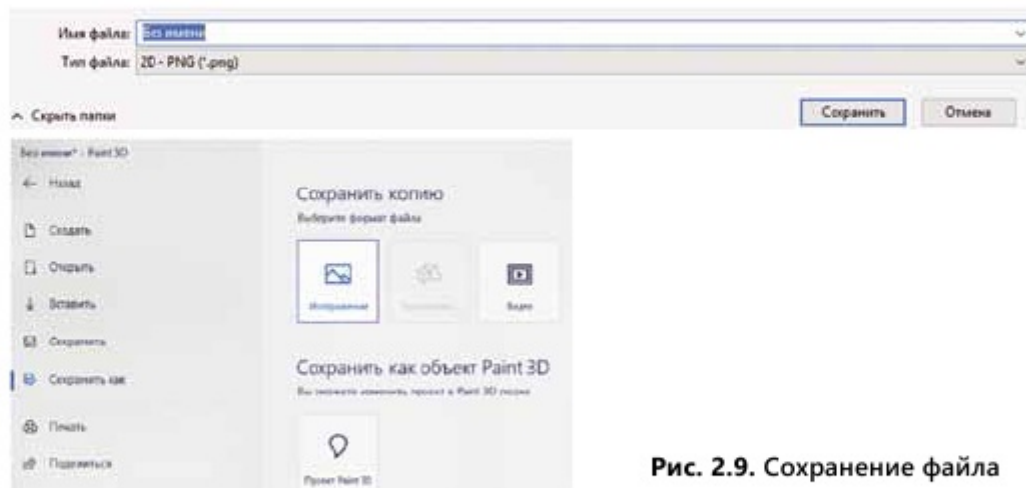 Имя файла: Без имени
Тип файла: 2D - PNG (*.png)
Скрыть папки
Сохранить Отмена
Без имени* - Paint 3D
Назад
Создать
Открыть
Вставить
Сохранить
Сохранить как
Печать
Поделиться
Сохранить копию
Выберите формат файла
Изображение Видео
Сохранить как объект Paint 3D
Вы сможете изменить проект в Paint 3D позже
Проект Paint 3D
Рис. 2.9. Сохранение файла